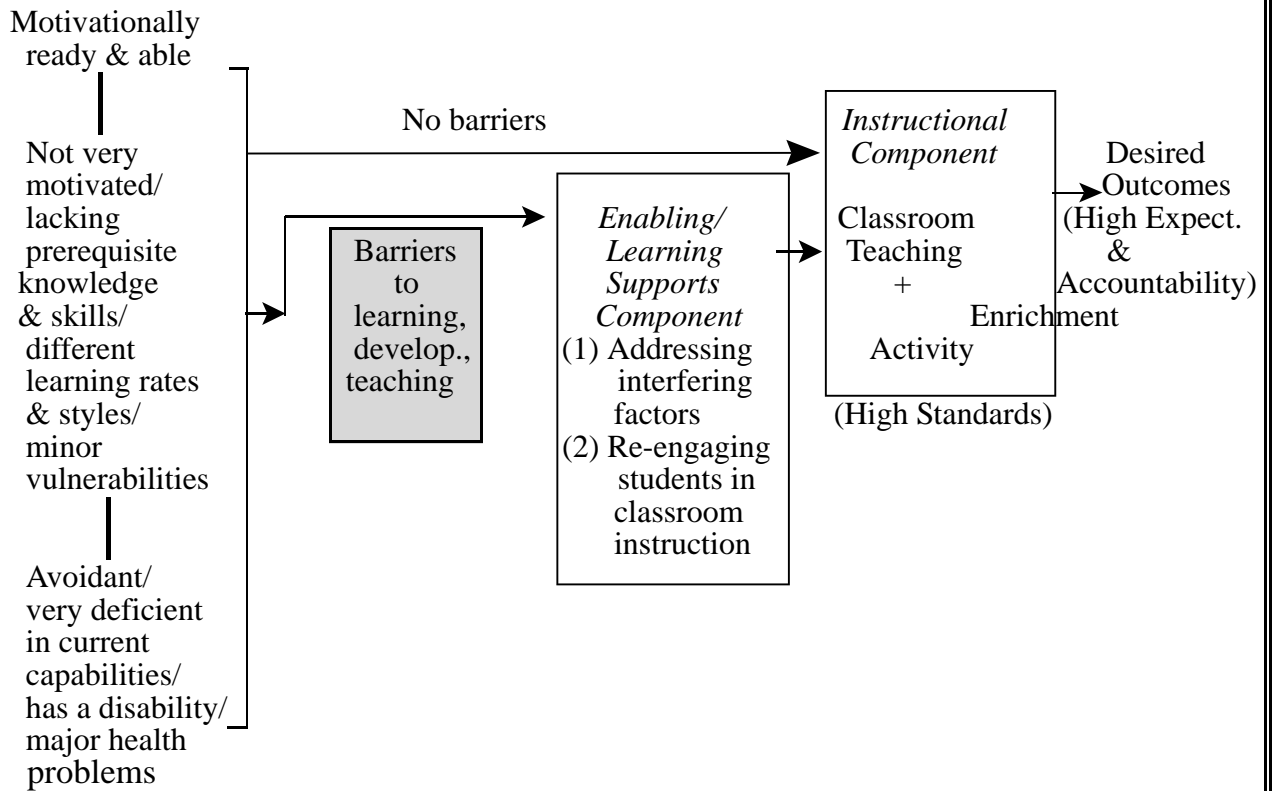 Motivationally
ready & able
Not very
motivated/
lacking
prerequisite
knowledge
& skills/
different
learning rates
& styles/
minor
vulnerabilities
Avoidant/
very deficient
in current
capabilities/
has a disability/
major health
problems
No barriers
Barriers
to
learning,
develop.,
teaching
Enabling/
Learning
Supports
Component
(1) Addressing
interfering
factors
(2) Re-engaging
students in
classroom
instruction
Instructional
Component
Classroom
Teaching
+
Enrichment
Activity
(High Standards)
Desired
Outcomes
(High Expect.
&
Accountability)